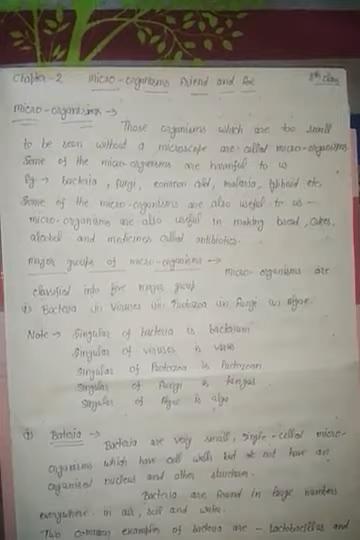 Chapter-2 Micro-organisms Friend and Foe 8th class
Micro-organisms →
Those organisms which are too small
to be seen without a microscope are called micro-organisms
Some of the micro-organisms are harmful to us
Eg → bacteria, fungi, common cold, malaria, typhoid etc.
Some of the micro-organisms are also useful to us -
micro-organisms are also useful in making bread, cakes,
alcohol and medicines called antibiotics.
Major groups of micro-organisms →
Micro-organisms are
classified into five major group
i) Bacteria ii) Viruses iii) Protozoa iv) Fungi v) Algae.
Note → Singular of bacteria is bacterium
Singular of viruses is virus
Singular of Protozoa is Protozoan
Singular of Fungi is fungus
Singular of Algae is alga
i) Bacteria →
Bacteria are very small, single-celled micro-
organisms which have cell walls but do not have an
organised nucleus and other structures.
Bacteria are found in large numbers
everywhere in air, soil and water.
Two common examples of bacteria are - Lactobacillus and